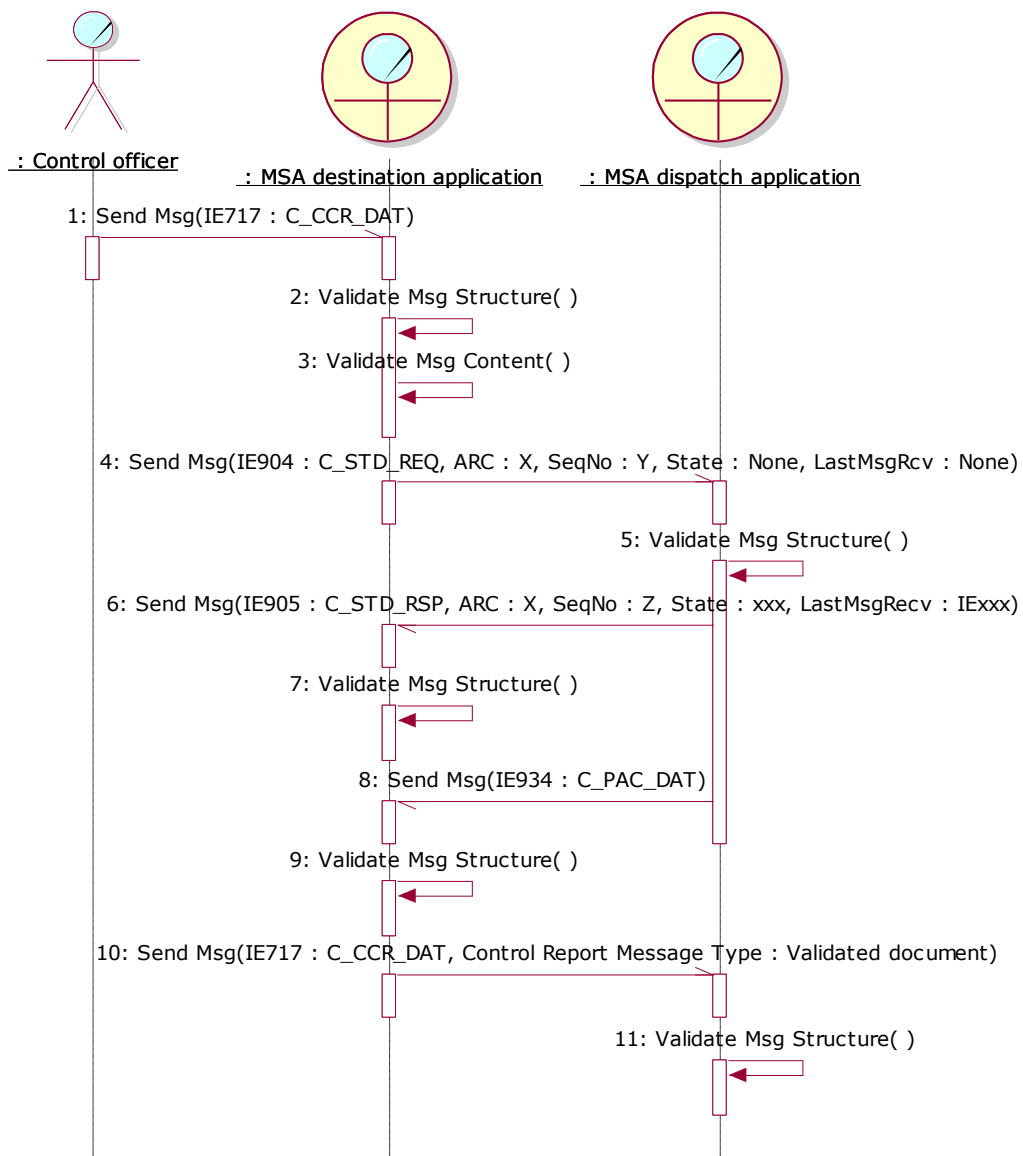 : Control officer
: MSA destination application
: MSA dispatch application
1: Send Msg(IE717 : C_CCR_DAT)
2: Validate Msg Structure( )
3: Validate Msg Content( )
4: Send Msg(IE904 : C_STD_REQ, ARC : X, SeqNo : Y, State : None, LastMsgRcv : None)
5: Validate Msg Structure( )
6: Send Msg(IE905 : C_STD_RSP, ARC : X, SeqNo : Z, State : xxx, LastMsgRecv : IExxx)
7: Validate Msg Structure( )
8: Send Msg(IE934 : C_PAC_DAT)
9: Validate Msg Structure( )
10: Send Msg(IE717 : C_CCR_DAT, Control Report Message Type : Validated document)
11: Validate Msg Structure( )